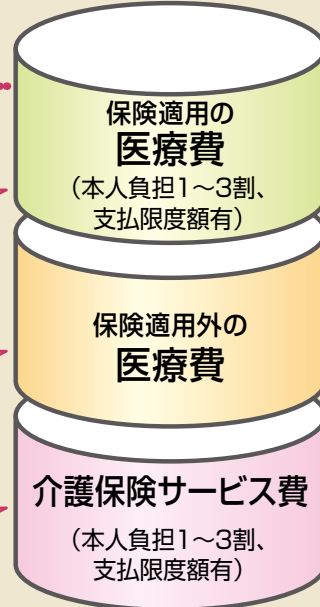 保険適用の
医療費
（本人負担1～3割、
支払限度額有）
保険適用外の
医療費
介護保険サービス費
（本人負担1～3割、
支払限度額有）